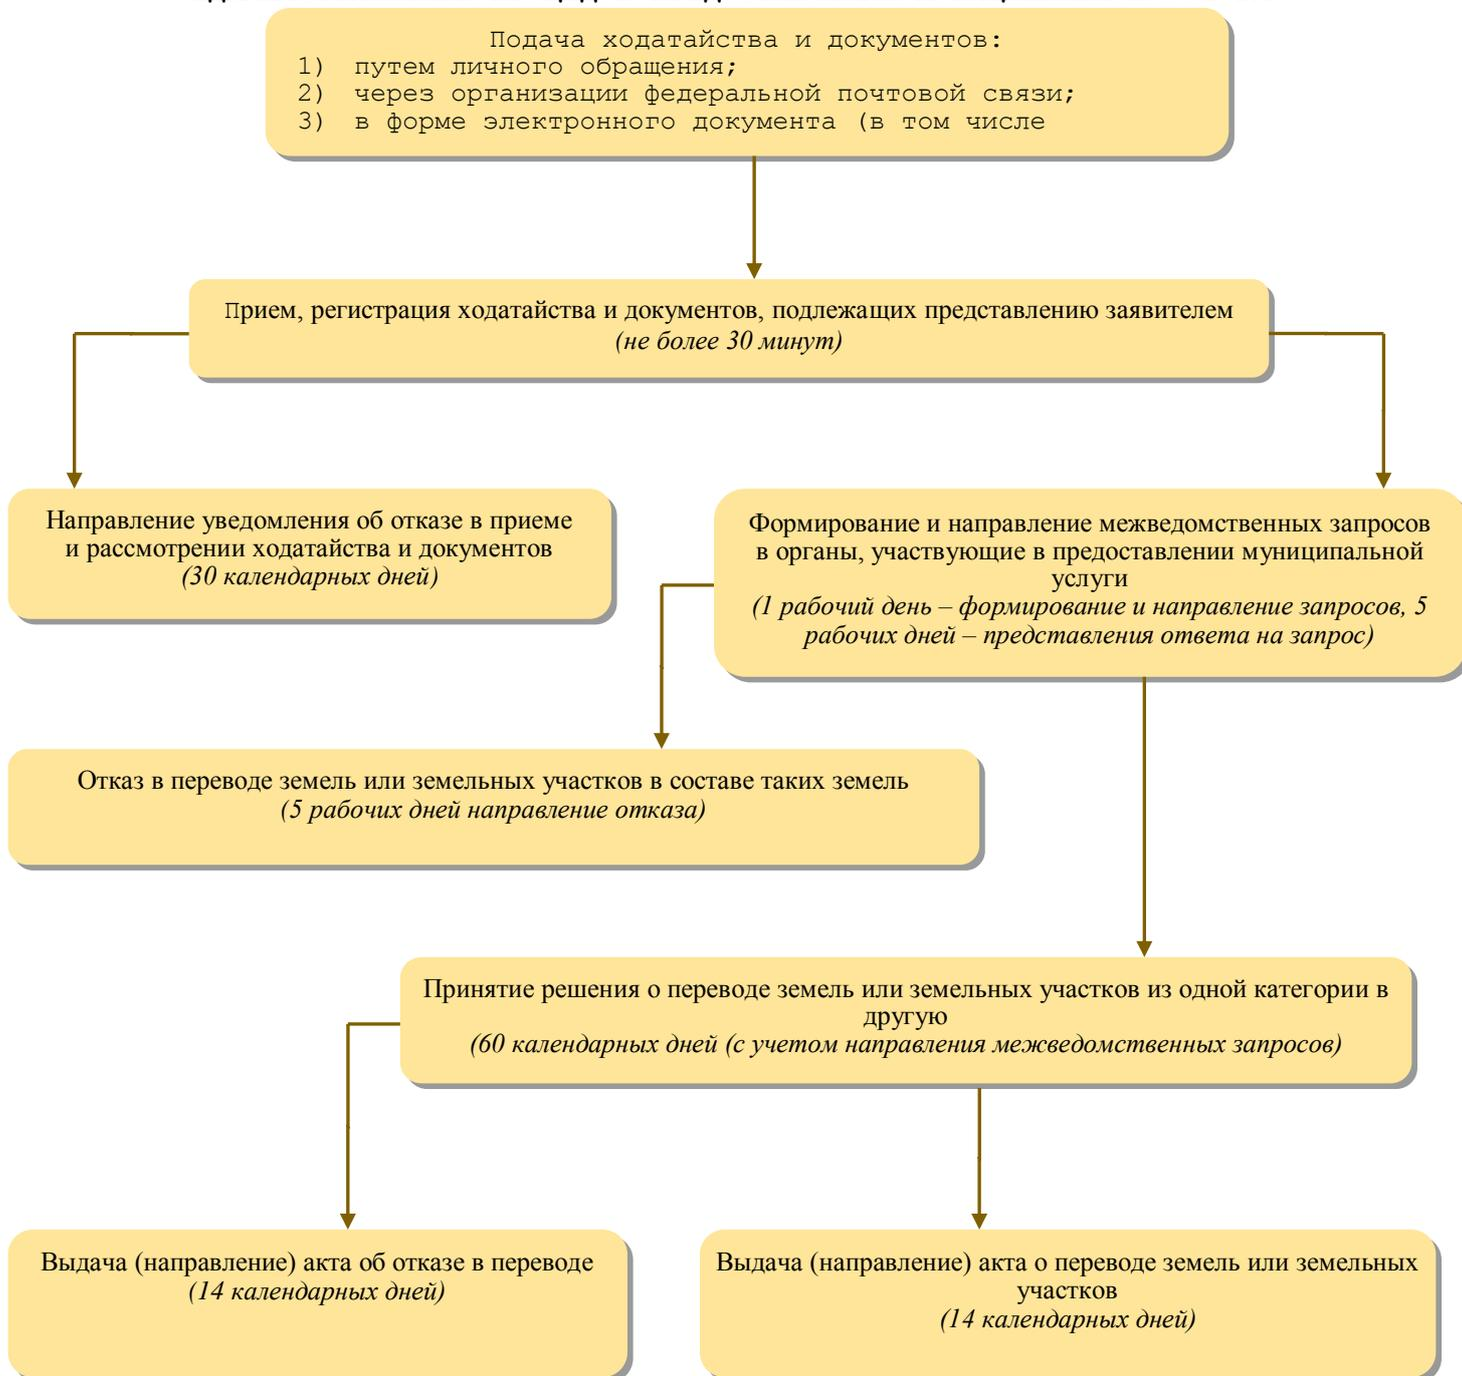 Подача ходатайства и документов:
1) путем личного обращения;
2) через организации федеральной почтовой связи;
3) в форме электронного документа (в том числе
Прием, регистрация ходатайства и документов, подлежащих представлению заявителем
(не более 30 минут)
Направление уведомления об отказе в приеме
и рассмотрении ходатайства и документов
(30 календарных дней)
Формирование и направление межведомственных запросов
в органы, участвующие в предоставлении муниципальной
услуги
(1 рабочий день – формирование и направление запросов, 5
рабочих дней – представления ответа на запрос)
Отказ в переводе земель или земельных участков в составе таких земель
(5 рабочих дней направление отказа)
Принятие решения о переводе земель или земельных участков из одной категории в
другую
(60 календарных дней (с учетом направления межведомственных запросов)
Выдача (направление) акта об отказе в переводе
(14 календарных дней)
Выдача (направление) акта о переводе земель или земельных
участков
(14 календарных дней)